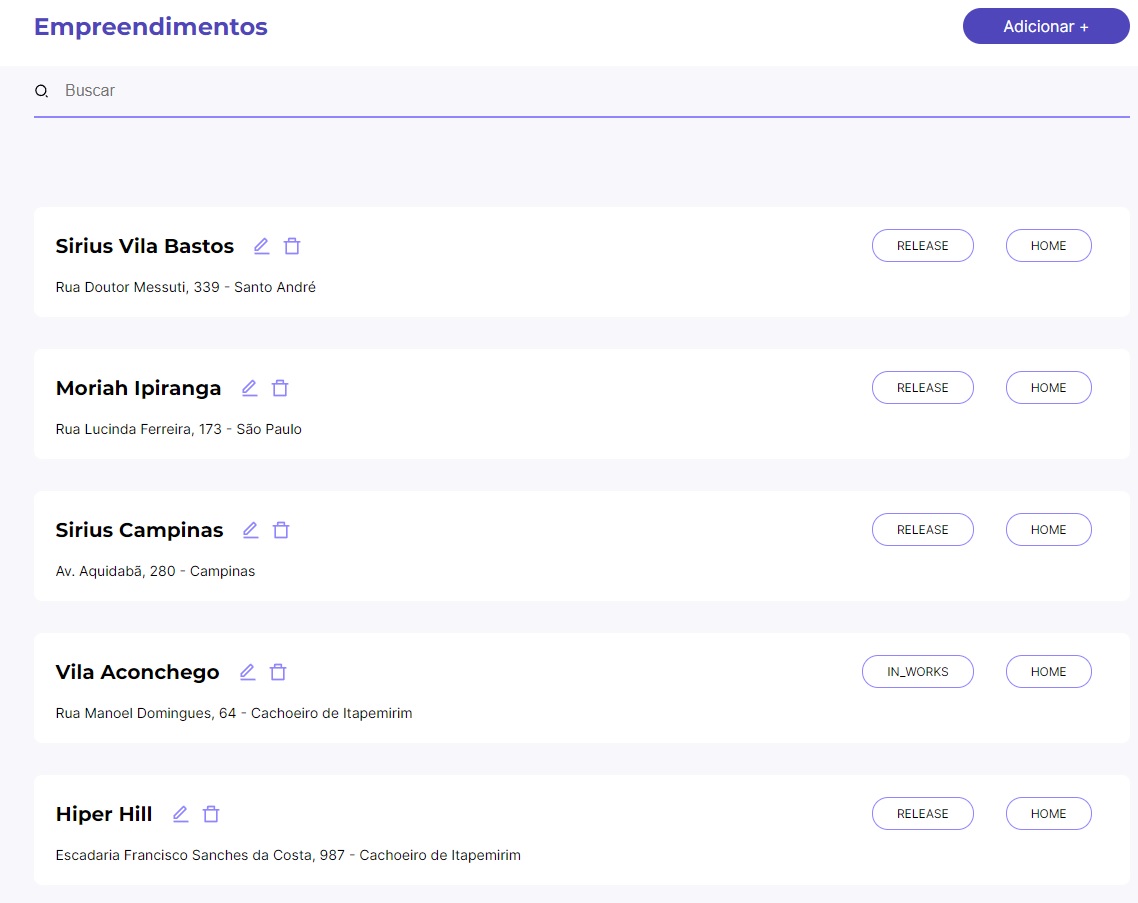 Empreendimentos
Adicionar +
Buscar
Sirius Vila Bastos
RELEASE
HOME
Rua Doutor Messuti, 339 - Santo André
Moriah Ipiranga
RELEASE
HOME
Rua Lucinda Ferreira, 173 - São Paulo
Sirius Campinas
RELEASE
HOME
Av. Aquidabã, 280 - Campinas
Vila Aconchego
IN_WORKS
HOME
Rua Manoel Domingues, 64 - Cachoeiro de Itapemirim
Hiper Hill
RELEASE
HOME
Escadaria Francisco Sanches da Costa, 987 - Cachoeiro de Itapemirim